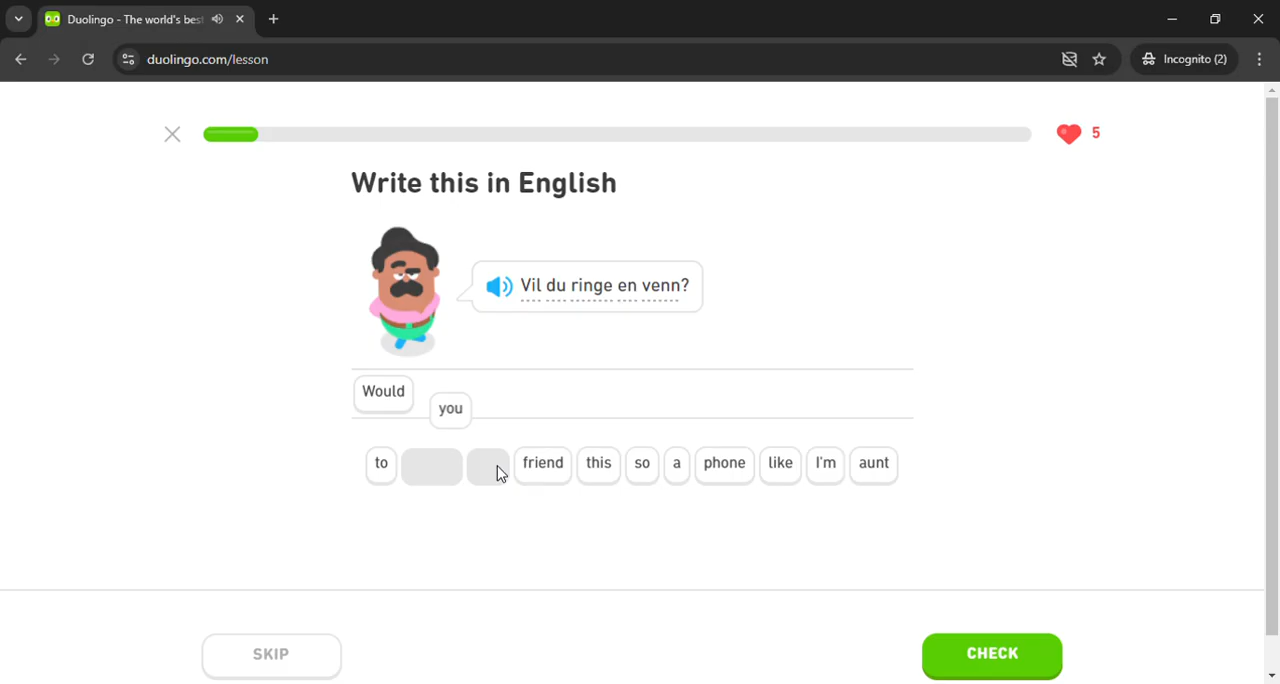 Duolingo - The world's bes
duolingo.com/lesson
Incognito (2)
5
Write this in English
Vil du ringe en venn?
Would
you
to friend this so a phone like I'm aunt
SKIP
CHECK